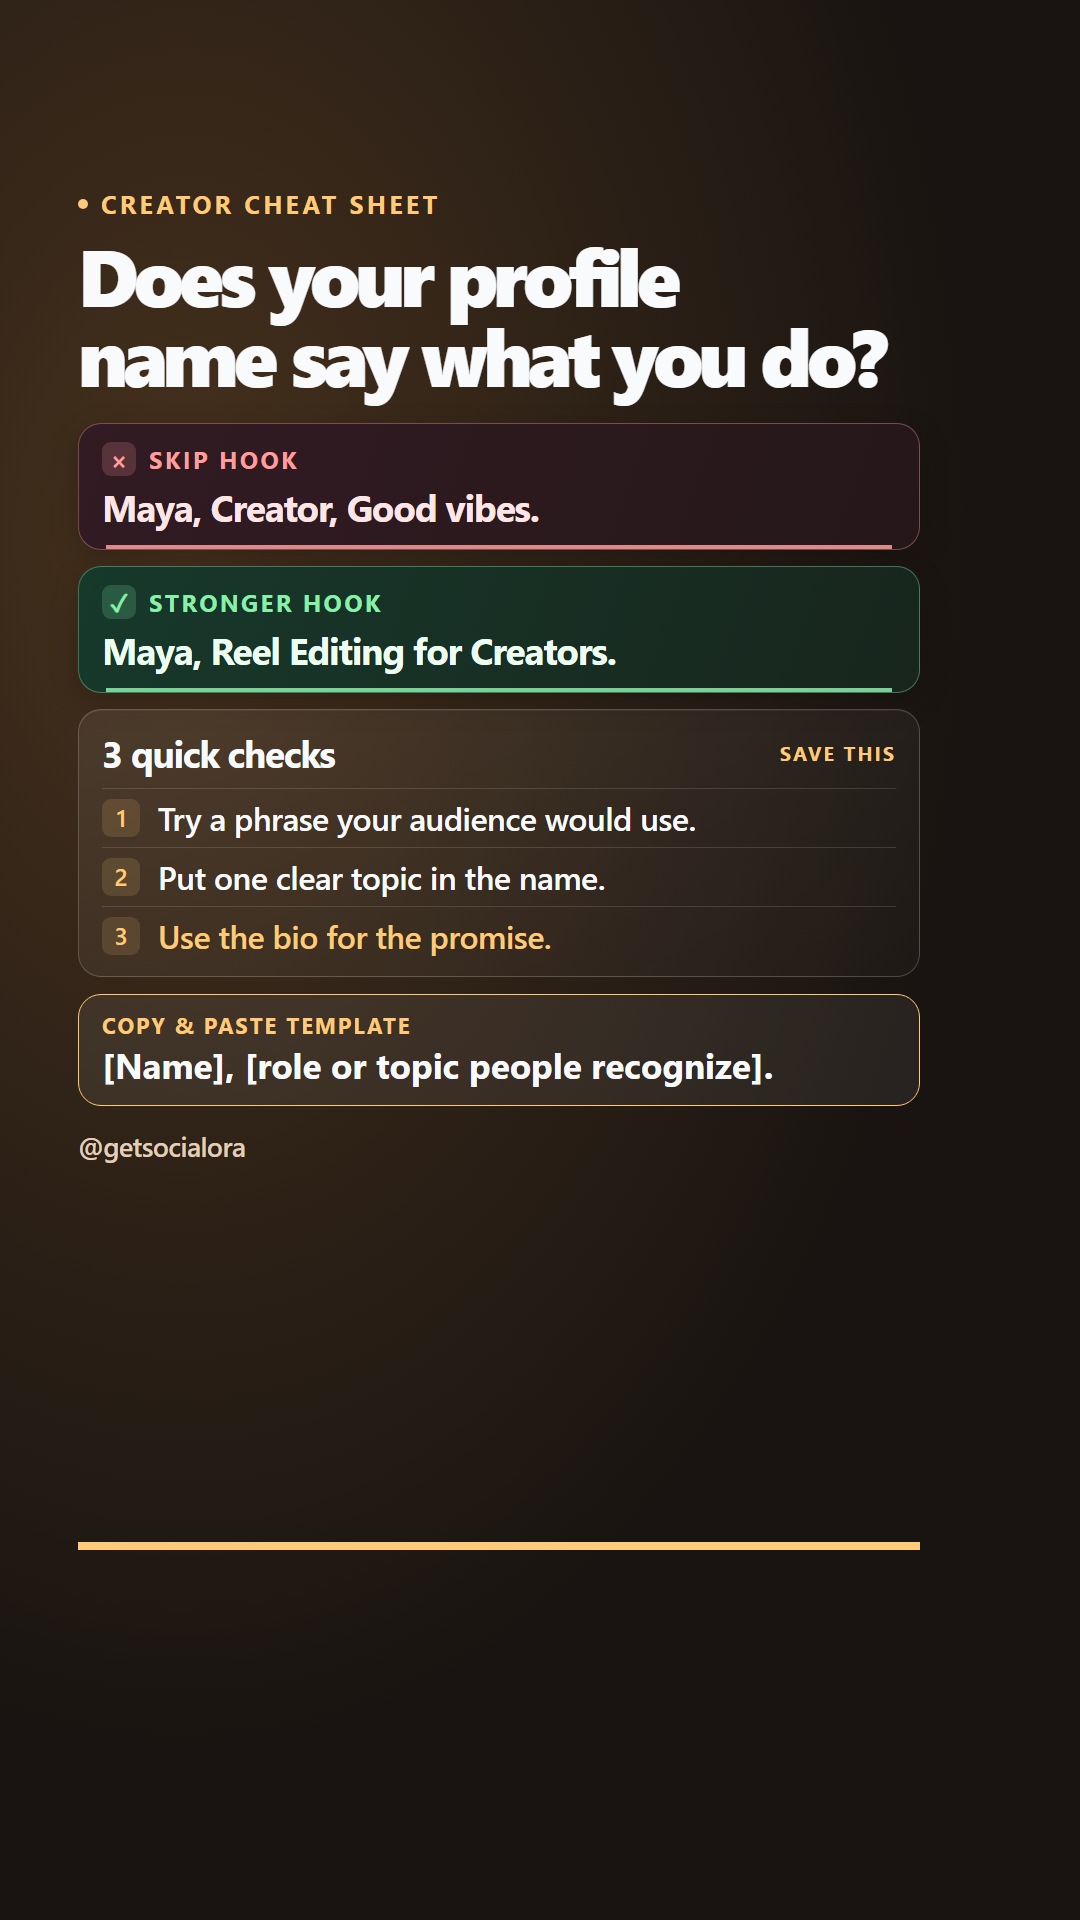 • CREATOR CHEAT SHEET
Does your profile
name say what you do?
× SKIP HOOK
Maya, Creator, Good vibes.
✓ STRONGER HOOK
Maya, Reel Editing for Creators.
3 quick checks
SAVE THIS
1 Try a phrase your audience would use.
2 Put one clear topic in the name.
3 Use the bio for the promise.
COPY & PASTE TEMPLATE
[Name], [role or topic people recognize].
@getsocialora